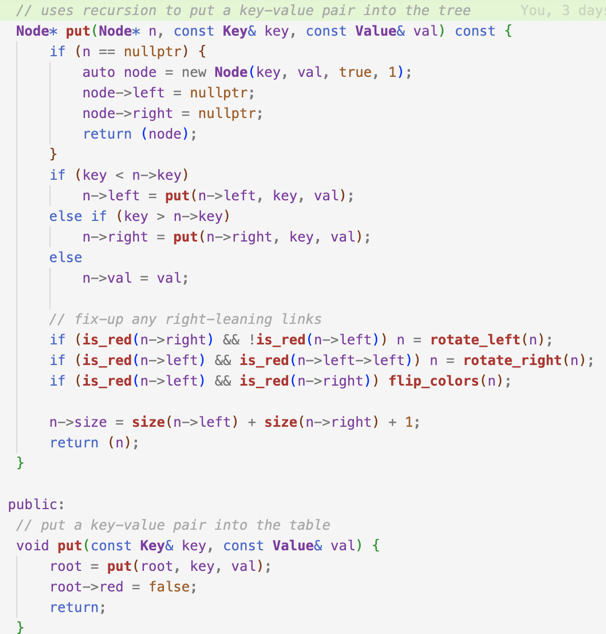 // uses recursion to put a key-value pair into the tree You, 3 days
Node* put(Node* n, const Key& key, const Value& val) const {
    if (n == nullptr) {
        auto node = new Node(key, val, true, 1);
        node->left = nullptr;
        node->right = nullptr;
        return (node);
    }
    if (key < n->key)
        n->left = put(n->left, key, val);
    else if (key > n->key)
        n->right = put(n->right, key, val);
    else
        n->val = val;
    // fix-up any right-leaning links
    if (is_red(n->right) && !is_red(n->left)) n = rotate_left(n);
    if (is_red(n->left) && is_red(n->left->left)) n = rotate_right(n);
    if (is_red(n->left) && is_red(n->right)) flip_colors(n);
    n->size = size(n->left) + size(n->right) + 1;
    return (n);
}
public:
// put a key-value pair into the table
void put(const Key& key, const Value& val) {
    root = put(root, key, val);
    root->red = false;
    return;
}